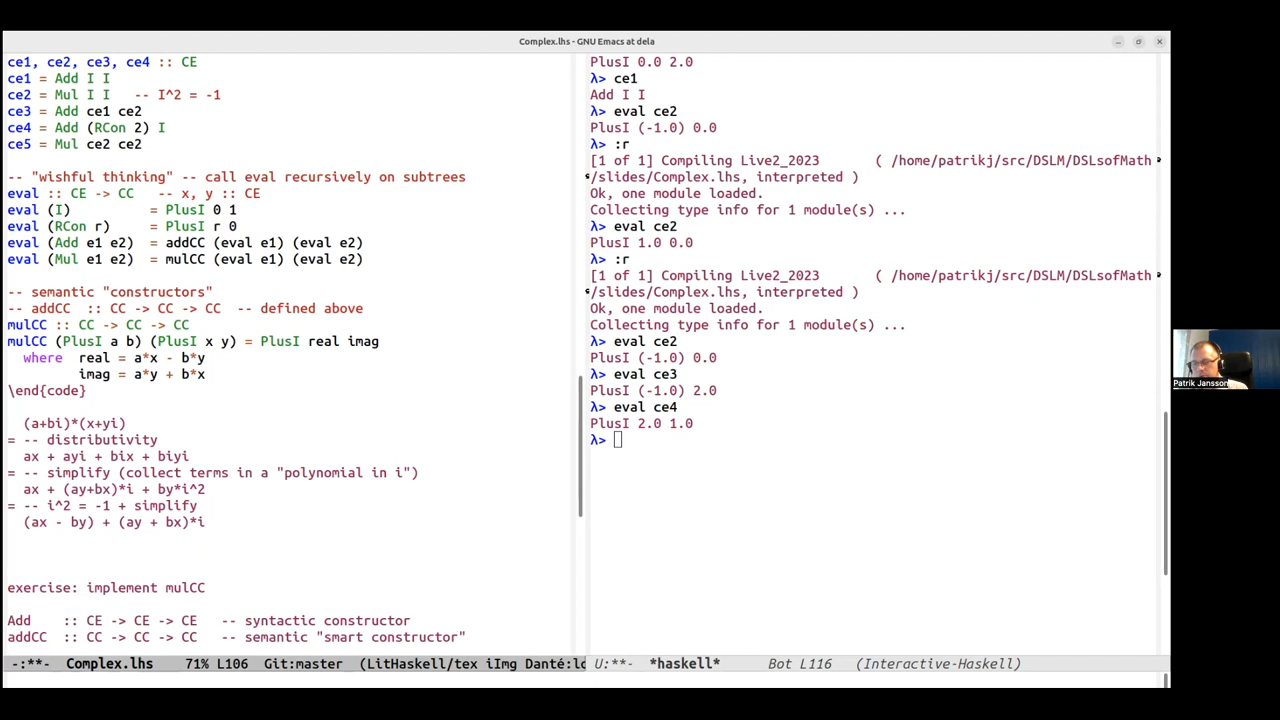 Complex.lhs - GNU Emacs at dela
ce1, ce2, ce3, ce4 :: CE
ce1 = Add I I
ce2 = Mul I I   -- I^2 = -1
ce3 = Add ce1 ce2
ce4 = Add (RCon 2) I
ce5 = Mul ce2 ce2
-- "wishful thinking" -- call eval recursively on subtrees
eval :: CE -> CC   -- x, y :: CE
eval (I)          = PlusI 0 1
eval (RCon r)     = PlusI r 0
eval (Add e1 e2)  = addCC (eval e1) (eval e2)
eval (Mul e1 e2)  = mulCC (eval e1) (eval e2)
-- semantic "constructors"
-- addCC  :: CC -> CC -> CC  -- defined above
mulCC :: CC -> CC -> CC
mulCC (PlusI a b) (PlusI x y) = PlusI real imag
  where  real = a*x - b*y
         imag = a*y + b*x
\end{code}
  (a+bi)*(x+yi)
= -- distributivity
  ax + ayi + bix + biyi
= -- simplify (collect terms in a "polynomial in i")
  ax + (ay+bx)*i + by*i^2
= -- i^2 = -1 + simplify
  (ax - by) + (ay + bx)*i
exercise: implement mulCC
Add    :: CE -> CE -> CE   -- syntactic constructor
addCC  :: CC -> CC -> CC   -- semantic "smart constructor"
-:**-  Complex.lhs    71% L106  Git:master  (LitHaskell/tex iImg Danté:lo
PlusI 0.0 2.0
λ> ce1
Add I I
λ> eval ce2
PlusI (-1.0) 0.0
λ> :r
[1 of 1] Compiling Live2_2023       ( /home/patrikj/src/DSLM/DSLsofMath
/slides/Complex.lhs, interpreted )
Ok, one module loaded.
Collecting type info for 1 module(s) ...
λ> eval ce2
PlusI 1.0 0.0
λ> :r
[1 of 1] Compiling Live2_2023       ( /home/patrikj/src/DSLM/DSLsofMath
/slides/Complex.lhs, interpreted )
Ok, one module loaded.
Collecting type info for 1 module(s) ...
λ> eval ce2
PlusI (-1.0) 0.0
λ> eval ce3
PlusI (-1.0) 2.0
λ> eval ce4
PlusI 2.0 1.0
λ>
U:**-  *haskell*      Bot L116   (Interactive-Haskell)
Patrik Jansson